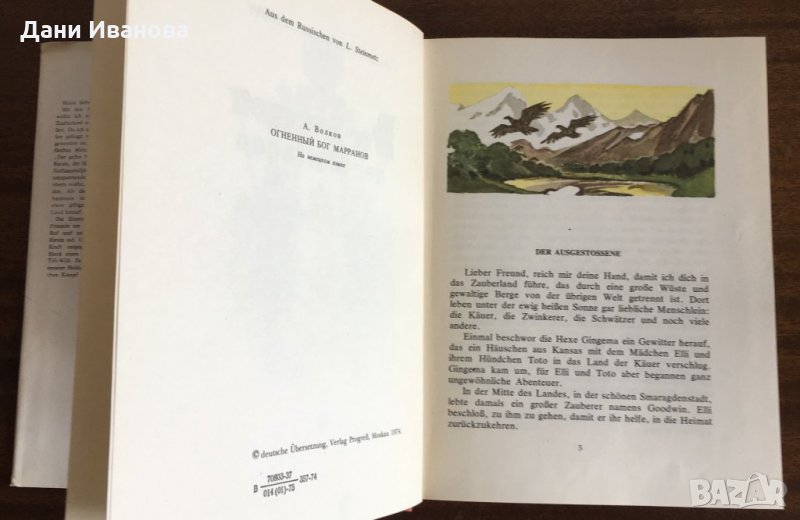 Дани Иванова
Aus dem Russischen von L. Steinmetz
А. Волков
ОГНЕННЫЙ БОГ МАРРАНОВ
На немецком языке
© deutsche Übersetzung, Verlag Progreß, Moskau 1974
В 70803-37 357-74
014 (01)-75
DER AUSGESTOSSENE
Lieber Freund, reich mir deine Hand, damit ich dich in
das Zauberland führe, das durch eine große Wüste und
gewaltige Berge von der übrigen Welt getrennt ist. Dort
leben unter der ewig heißen Sonne gar liebliche Menschlein:
die Käuer, die Zwinkerer, die Schwätzer und noch viele
andere.
Einmal beschwor die Hexe Gingema ein Gewitter herauf,
das ein Häuschen aus Kansas mit dem Mädchen Elli und
ihrem Hündchen Toto in das Land der Käuer verschlug.
Gingema kam um, für Elli und Toto aber begannen ganz
ungewöhnliche Abenteuer.
In der Mitte des Landes, in der schönen Smaragdenstadt,
lebte damals ein großer Zauberer namens Goodwin. Elli
beschloß, zu ihm zu gehen, damit er ihr helfe, in die Heimat
zurückzukehren.
5
BAZAR